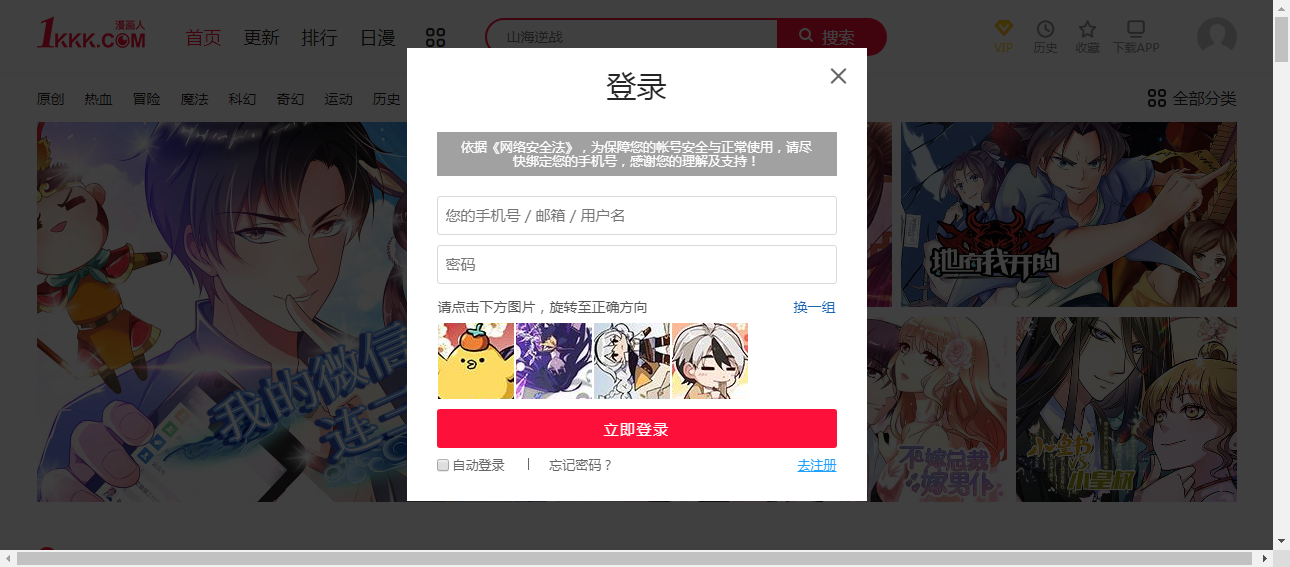 漫画人
1KKK.COM
首页 更新 排行 日漫
山海逆战
搜索
VIP 历史 收藏 下载APP
原创 热血 冒险 魔法 科幻 奇幻 运动 历史
全部分类
登录
依据《网络安全法》，为保障您的帐号安全与正常使用，请尽
快绑定您的手机号，感谢您的理解及支持！
您的手机号 / 邮箱 / 用户名
密码
请点击下方图片，旋转至正确方向 换一组
立即登录
自动登录 | 忘记密码？ 去注册
我的微信
连三
地府我开的
不嫁总裁
嫁男仆